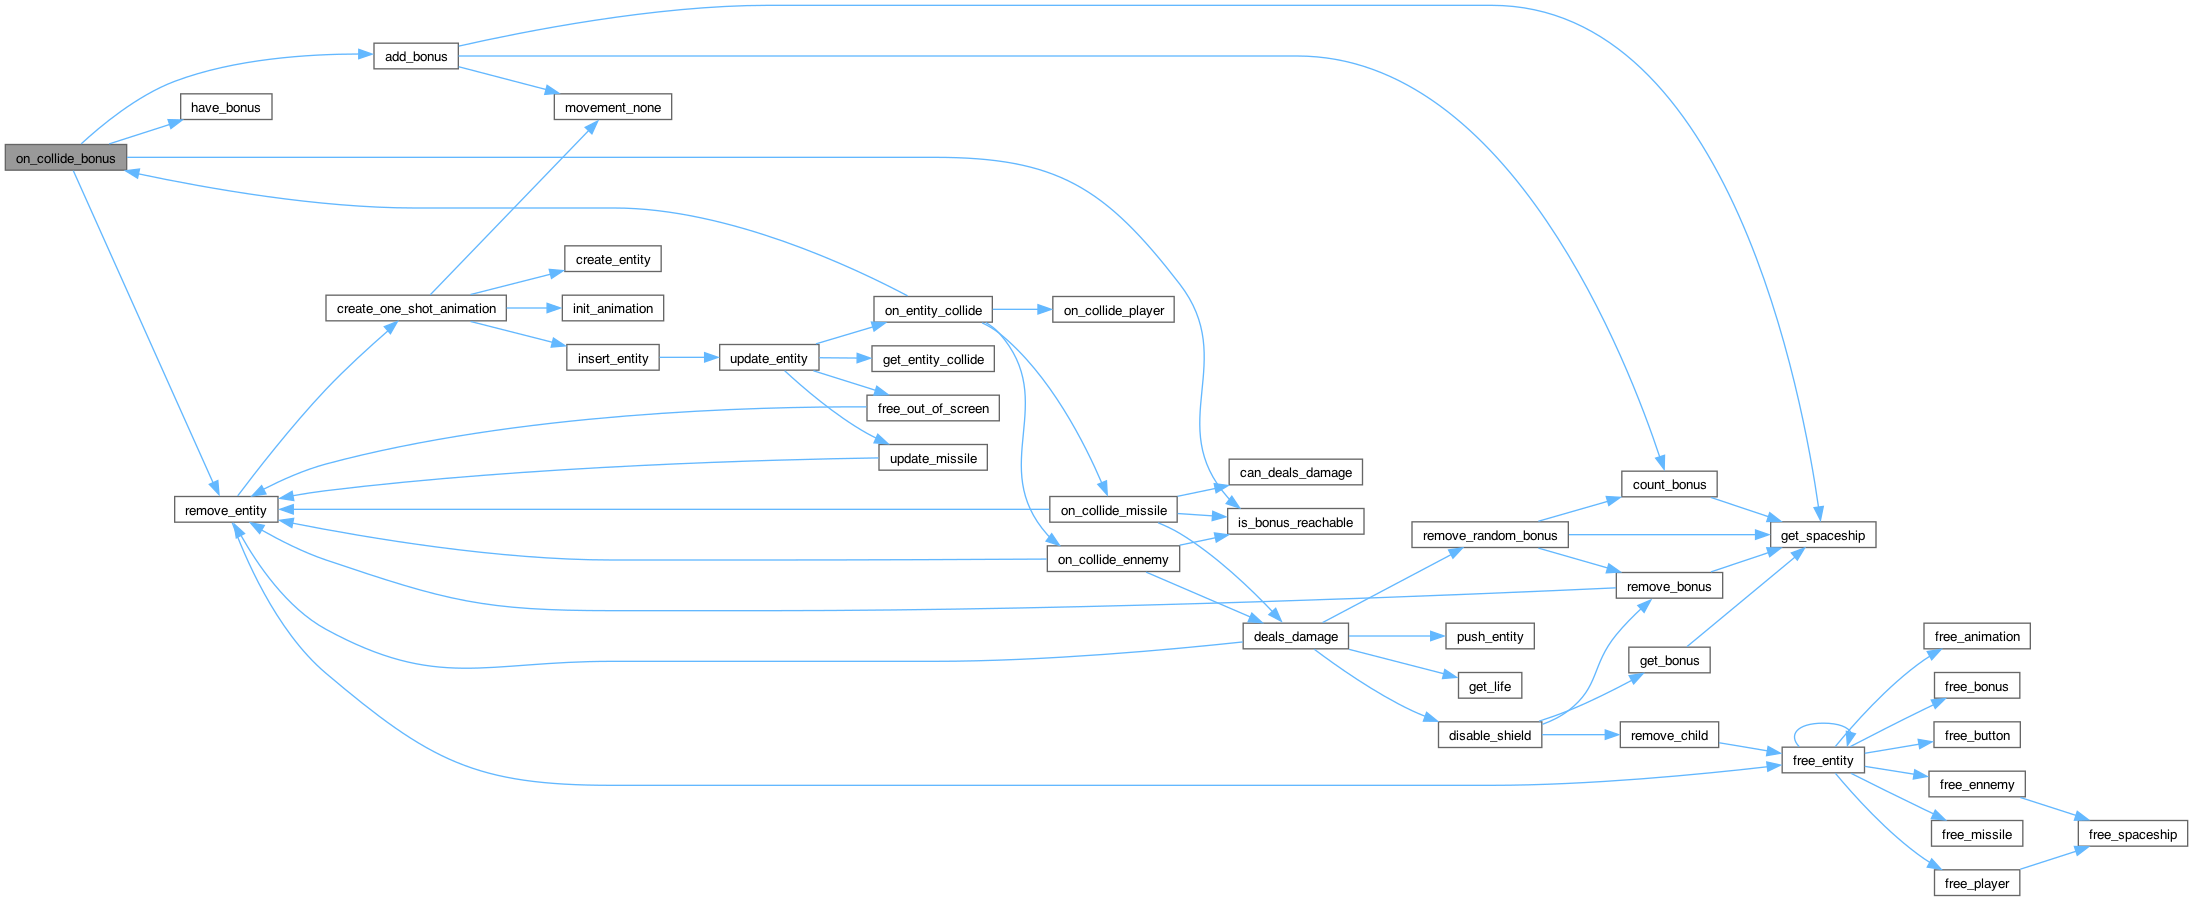 add_bonus
have_bonus
movement_none
on_collide_bonus
create_entity
create_one_shot_animation
init_animation
on_entity_collide
on_collide_player
insert_entity
update_entity
get_entity_collide
free_out_of_screen
update_missile
can_deals_damage
count_bonus
remove_entity
on_collide_missile
is_bonus_reachable
remove_random_bonus
get_spaceship
on_collide_ennemy
remove_bonus
deals_damage
push_entity
free_animation
get_bonus
get_life
free_bonus
disable_shield
remove_child
free_button
free_entity
free_ennemy
free_missile
free_spaceship
free_player